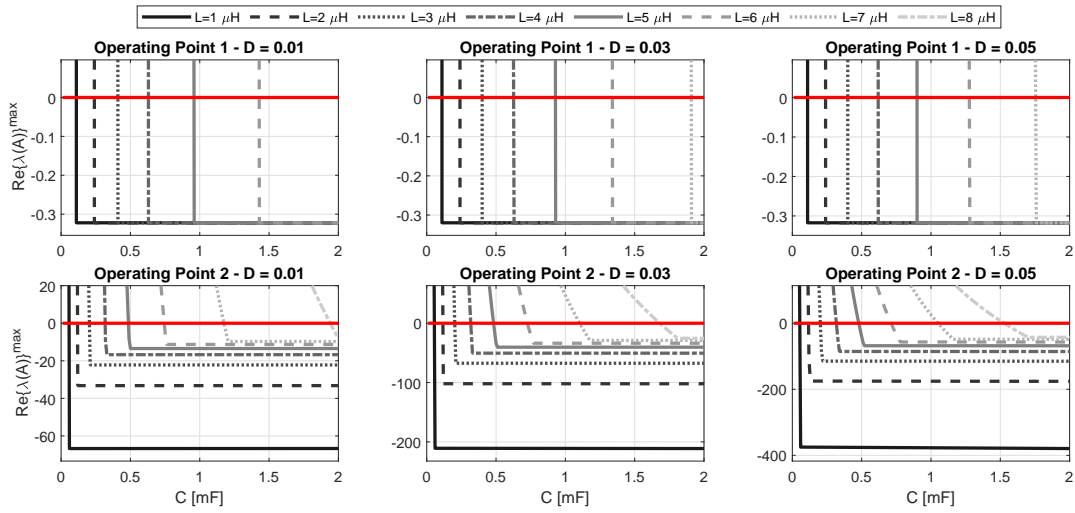 L=1 μH L=2 μH L=3 μH L=4 μH L=5 μH L=6 μH L=7 μH L=8 μH
Operating Point 1 - D = 0.01 Operating Point 1 - D = 0.03 Operating Point 1 - D = 0.05
Re{λ(A)}^max
0 0 0
-0.1 -0.1 -0.1
-0.2 -0.2 -0.2
-0.3 -0.3 -0.3
0 0.5 1 1.5 2 0 0.5 1 1.5 2 0 0.5 1 1.5 2
Operating Point 2 - D = 0.01 Operating Point 2 - D = 0.03 Operating Point 2 - D = 0.05
Re{λ(A)}^max
20
0 0 0
-20
-40 -100 -200
-60 -200 -400
0 0.5 1 1.5 2 0 0.5 1 1.5 2 0 0.5 1 1.5 2
C [mF] C [mF] C [mF]